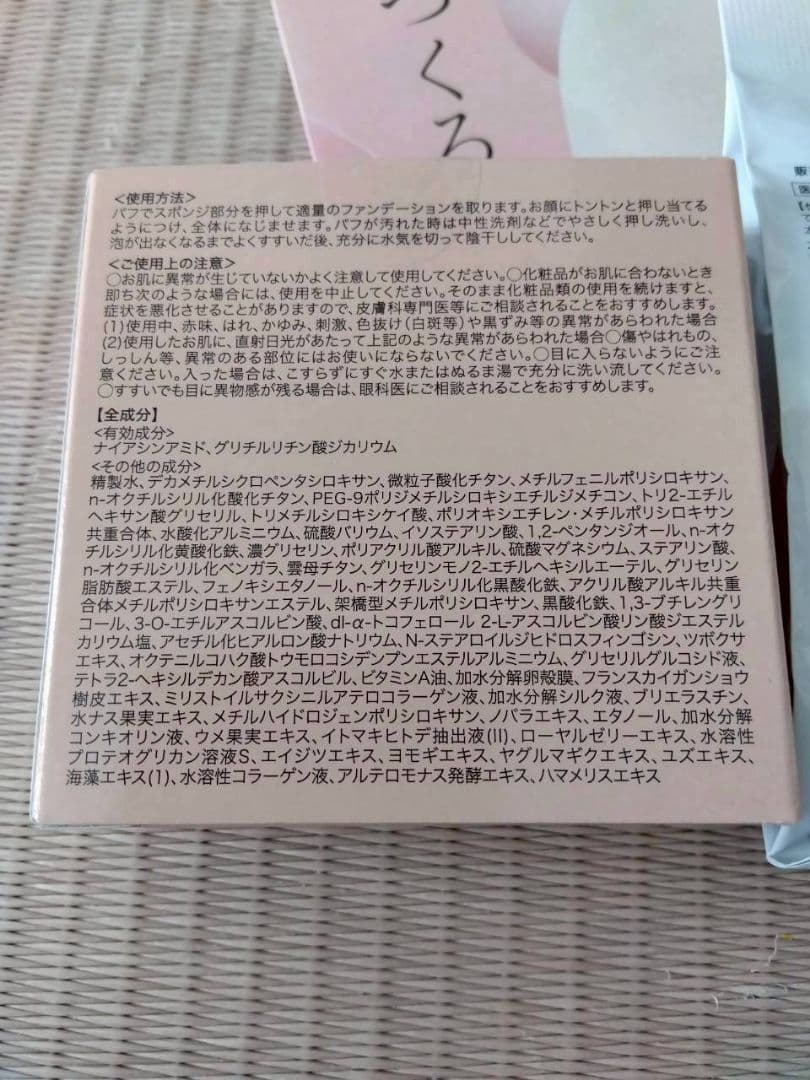 つくろ
<使用方法>
パフでスポンジ部分を押して適量のファンデーションを取ります。お顔にトントンと押し当てる
ようにつけ、全体になじませます。パフが汚れた時は中性洗剤などでやさしく押し洗いし、
泡が出なくなるまでよくすすいだ後、充分に水気を切って陰干ししてください。
<ご使用上の注意>
○お肌に異常が生じていないかよく注意して使用してください。○化粧品がお肌に合わないとき
即ち次のような場合には、使用を中止してください。そのまま化粧品類の使用を続けますと、
症状を悪化させることがありますので、皮膚科専門医等にご相談されることをおすすめします。
(1)使用中、赤味、はれ、かゆみ、刺激、色抜け(白斑等)や黒ずみ等の異常があらわれた場合
(2)使用したお肌に、直射日光があたって上記のような異常があらわれた場合○傷やはれもの、
しっしん等、異常のある部位にはお使いにならないでください。○目に入らないようにご注
意ください。入った場合は、こすらずにすぐ水またはぬるま湯で充分に洗い流してください。
○すすいでも目に異物感が残る場合は、眼科医にご相談されることをおすすめします。
【全成分】
<有効成分>
ナイアシンアミド、グリチルリチン酸ジカリウム
<その他の成分>
精製水、デカメチルシクロペンタシロキサン、微粒子酸化チタン、メチルフェニルポリシロキサン、
n-オクチルシリル化酸化チタン、PEG-9ポリジメチルシロキシエチルジメチコン、トリ2-エチル
ヘキサン酸グリセリル、トリメチルシロキシケイ酸、ポリオキシエチレン・メチルポリシロキサン
共重合体、水酸化アルミニウム、硫酸バリウム、イソステアリン酸、1,2-ペンタンジオール、n-オク
チルシリル化黄酸化鉄、濃グリセリン、ポリアクリル酸アルキル、硫酸マグネシウム、ステアリン酸、
n-オクチルシリル化ベンガラ、雲母チタン、グリセリンモノ2-エチルヘキシルエーテル、グリセリン
脂肪酸エステル、フェノキシエタノール、n-オクチルシリル化黒酸化鉄、アクリル酸アルキル共重
合体メチルポリシロキサンエステル、架橋型メチルポリシロキサン、黒酸化鉄、1,3-ブチレングリ
コール、3-O-エチルアスコルビン酸、dl-α-トコフェロール 2-L-アスコルビン酸リン酸ジエステル
カリウム塩、アセチル化ヒアルロン酸ナトリウム、N-ステアロイルジヒドロスフィンゴシン、ツボクサ
エキス、オクテニルコハク酸トウモロコシデンプンエステルアルミニウム、グリセリルグルコシド液、
テトラ2-ヘキシルデカン酸アスコルビル、ビタミンA油、加水分解卵殻膜、フランスカイガンショウ
樹皮エキス、ミリストイルサクシニルアテロコラーゲン液、加水分解シルク液、ブリエラスチン、
水ナス果実エキス、メチルハイドロジェンポリシロキサン、ノバラエキス、エタノール、加水分解
コンキオリン液、ウメ果実エキス、イトマキヒトデ抽出液(II)、ローヤルゼリーエキス、水溶性
プロテオグリカン溶液S、エイジツエキス、ヨモギエキス、ヤグルマギクエキス、ユズエキス、
海藻エキス(1)、水溶性コラーゲン液、アルテロモナス発酵エキス、ハマメリスエキス
販
医